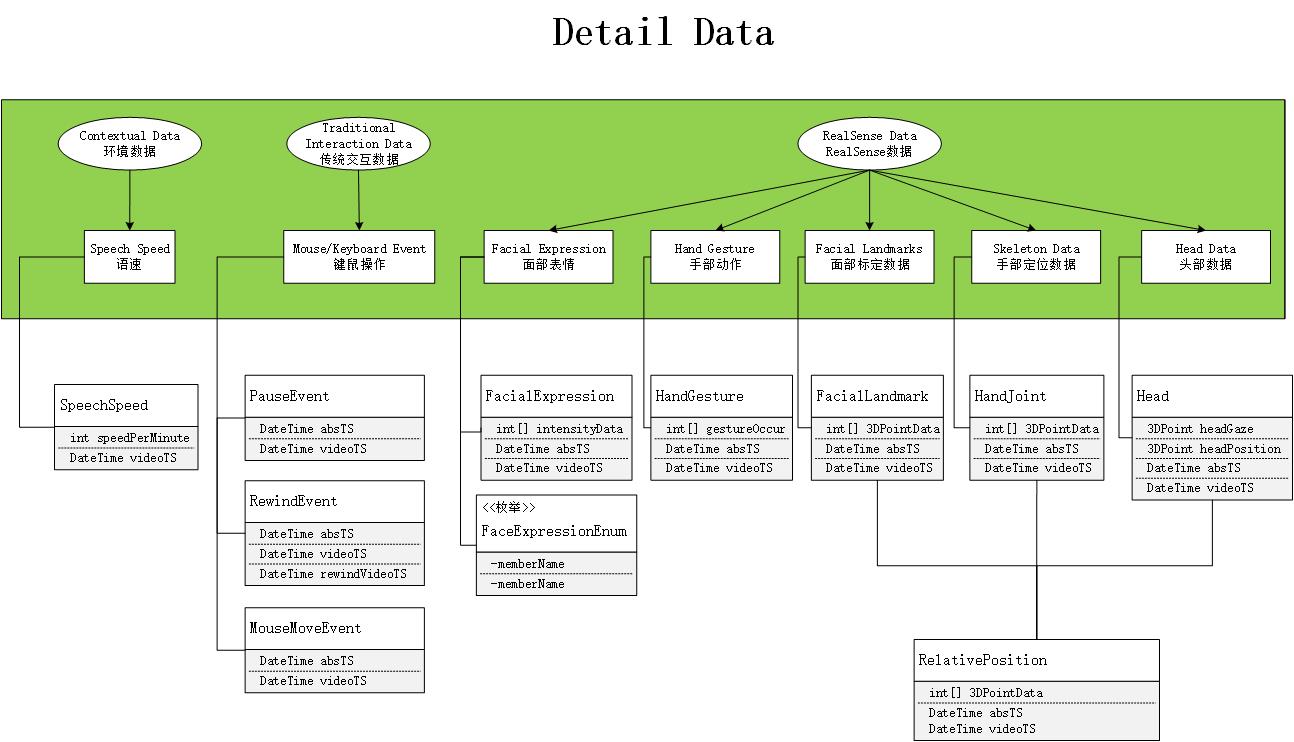 Detail Data
Contextual Data
环境数据
Traditional
Interaction Data
传统交互数据
RealSense Data
RealSense数据
Speech Speed
语速
Mouse/Keyboard Event
键鼠操作
Facial Expression
面部表情
Hand Gesture
手部动作
Facial Landmarks
面部标定数据
Skeleton Data
手部定位数据
Head Data
头部数据
SpeechSpeed
int speedPerMinute
DateTime videoTS
PauseEvent
DateTime absTS
DateTime videoTS
RewindEvent
DateTime absTS
DateTime videoTS
DateTime rewindVideoTS
MouseMoveEvent
DateTime absTS
DateTime videoTS
FacialExpression
int[] intensityData
DateTime absTS
DateTime videoTS
<<枚举>>
FaceExpressionEnum
-memberName
-memberName
HandGesture
int[] gestureOccur
DateTime absTS
DateTime videoTS
FacialLandmark
int[] 3DPointData
DateTime absTS
DateTime videoTS
HandJoint
int[] 3DPointData
DateTime absTS
DateTime videoTS
Head
3DPoint headGaze
3DPoint headPosition
DateTime absTS
DateTime videoTS
RelativePosition
int[] 3DPointData
DateTime absTS
DateTime videoTS